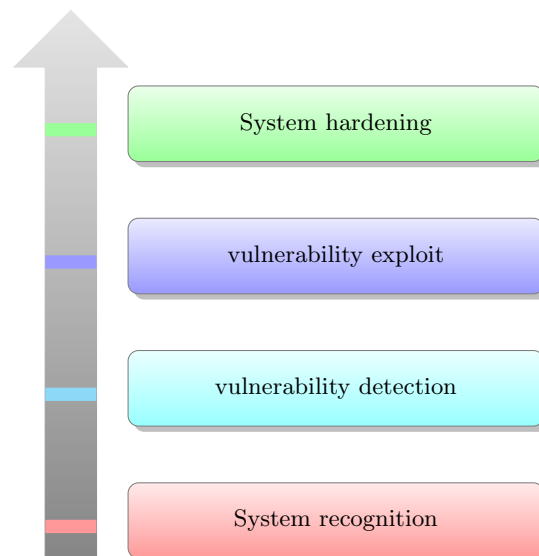 System hardening
vulnerability exploit
vulnerability detection
System recognition